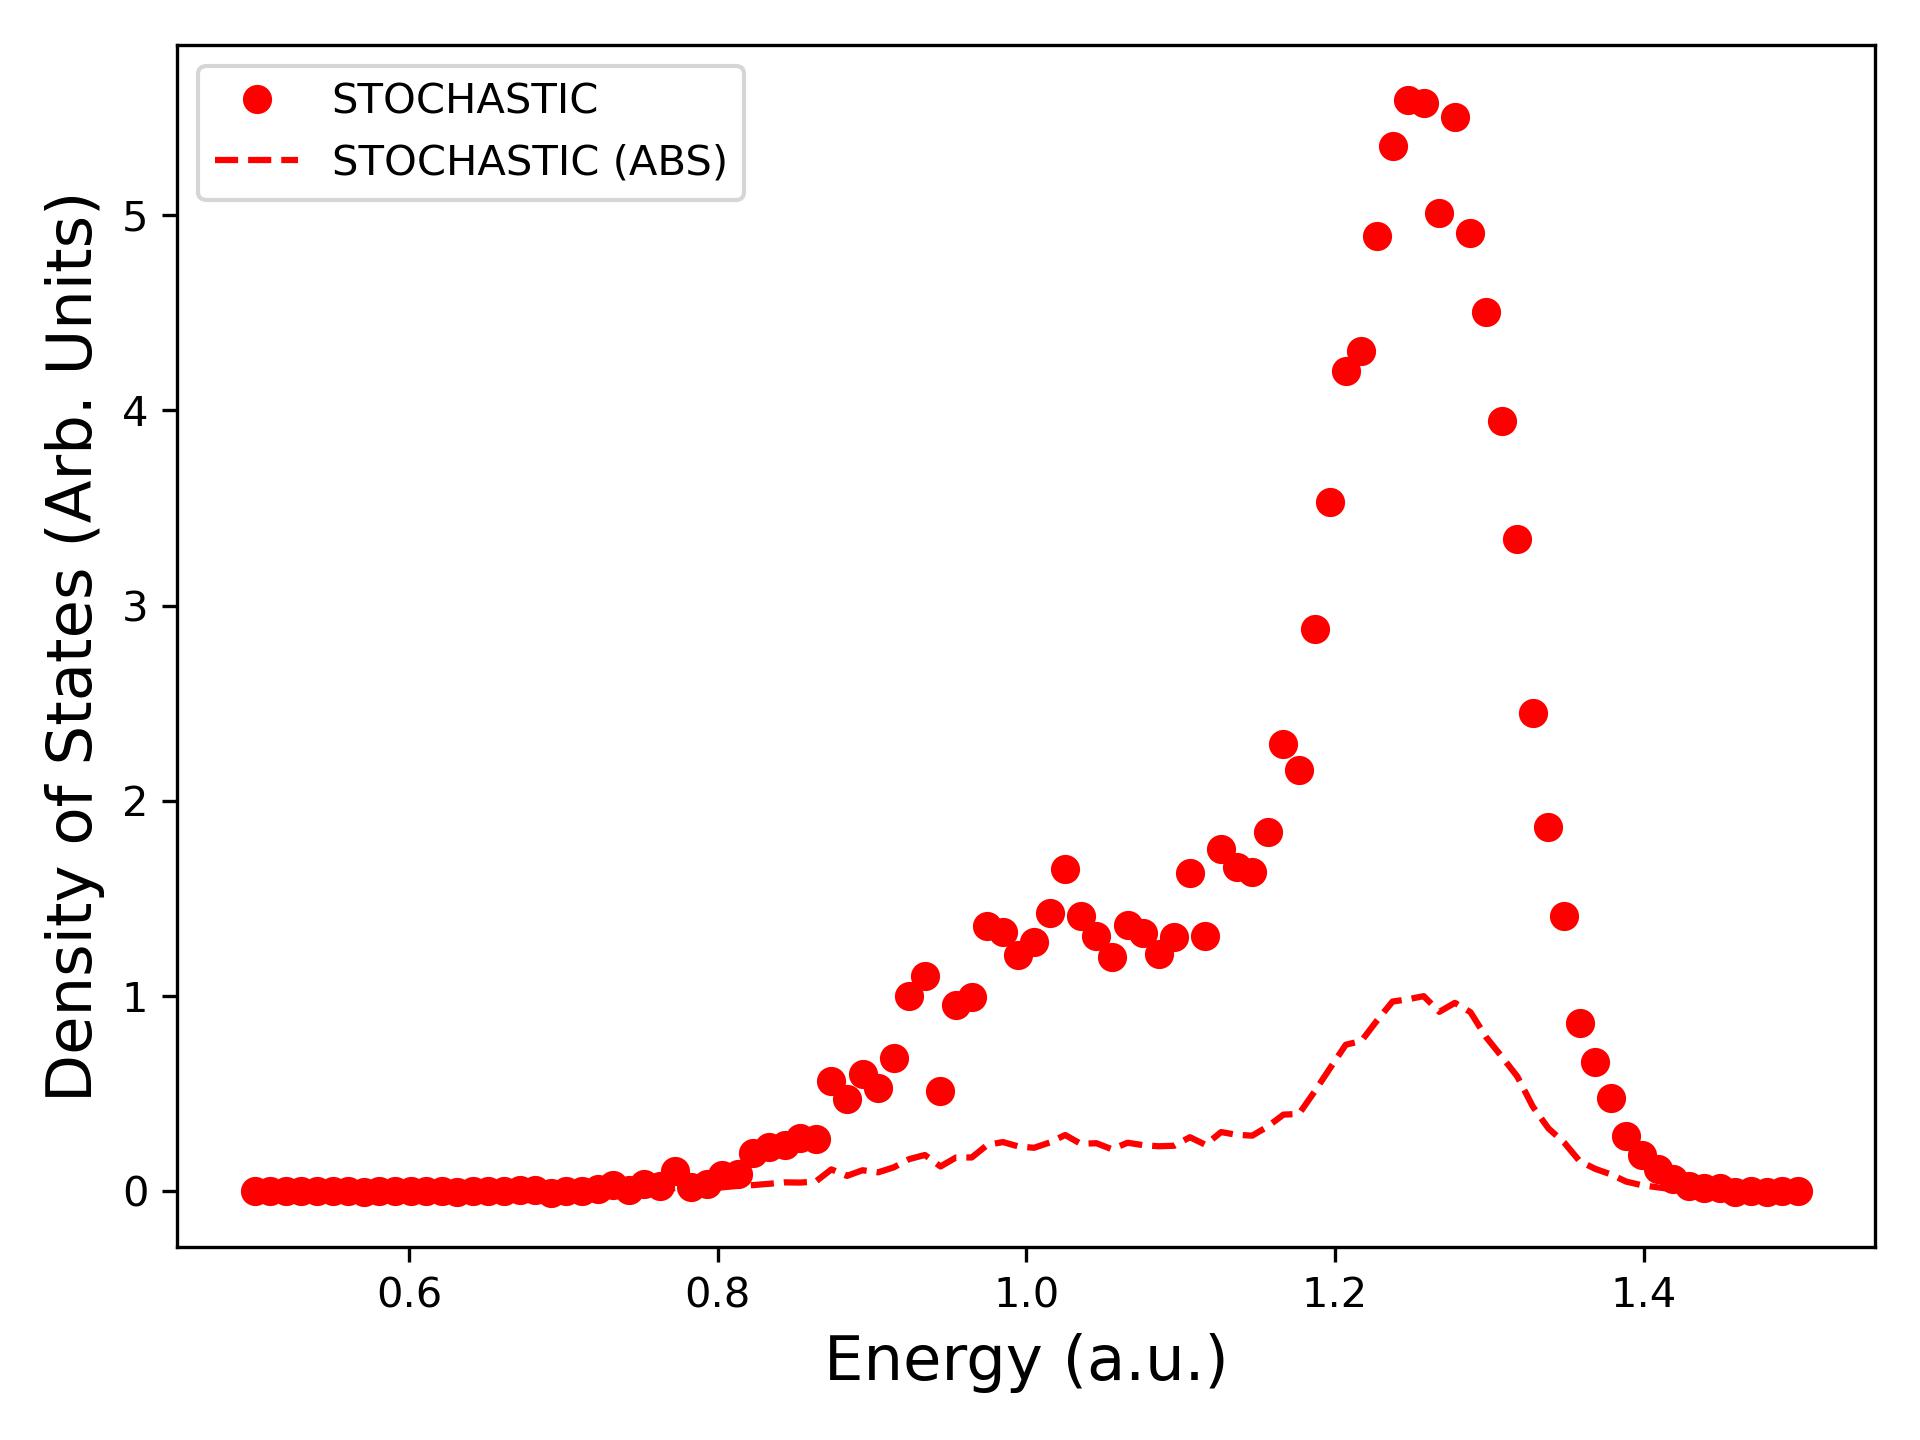 STOCHASTIC
STOCHASTIC (ABS)
Density of States (Arb. Units)
5
4
3
2
1
0
0.6 0.8 1.0 1.2 1.4
Energy (a.u.)